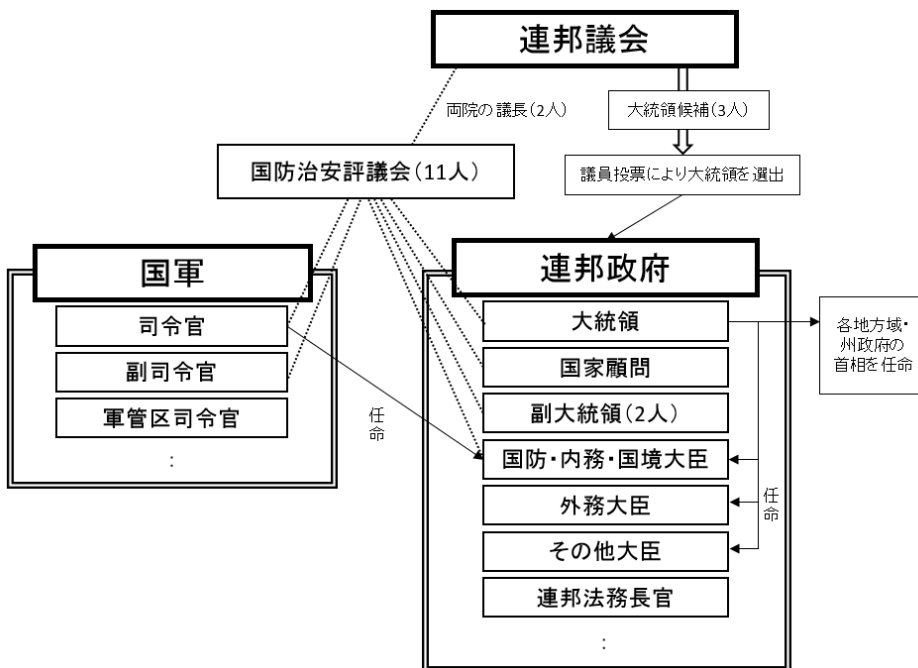 連邦議会
両院の議長(2人)
大統領候補(3人)
国防治安評議会(11人)
議員投票により大統領を選出
国軍
司令官
副司令官
軍管区司令官
:
任
命
連邦政府
大統領
国家顧問
副大統領(2人)
国防・内務・国境大臣
外務大臣
その他大臣
連邦法務長官
:
任
命
各地方域・
州政府の
首相を任命